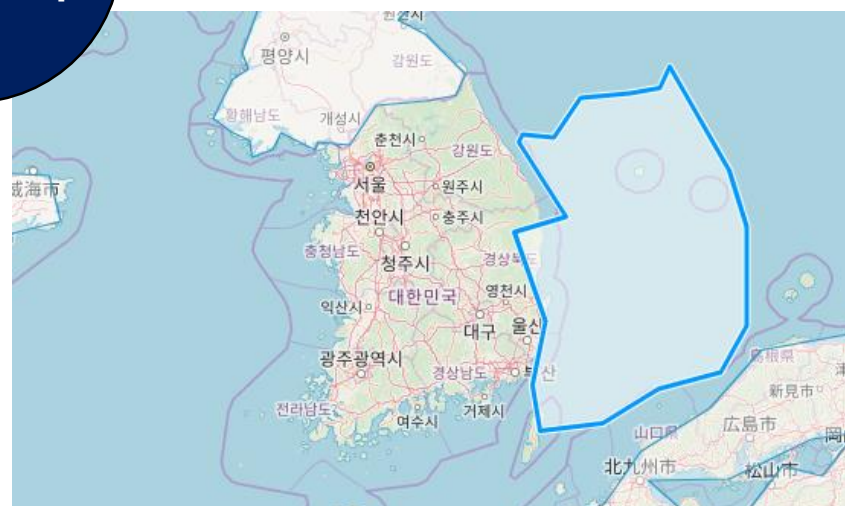 평양시
강원도
황해남도
개성시
춘천시
강원도
서울
원주시
천안시
충주시
충청남도
청주시
경상북도
영천시
익산시
대한민국
대구
울산
광주광역시
경상남도
부산
전라남도
여수시
거제시
威海市
島根県
新見市
広島市
山口県
北九州市
松山市